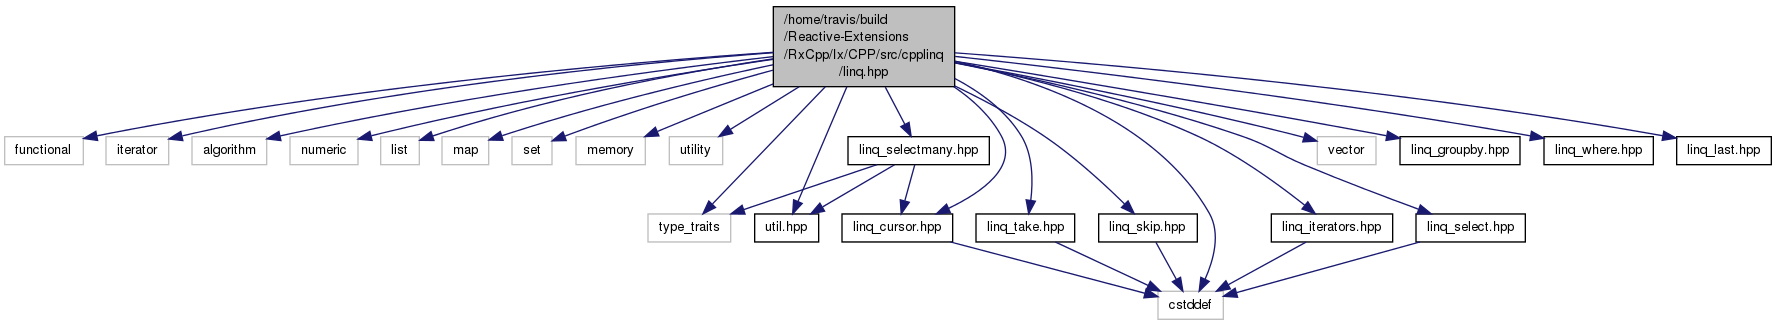 /home/travis/build
/Reactive-Extensions
/RxCpp/Ix/CPP/src/cpplinq
/linq.hpp
functional
iterator
algorithm
numeric
list
map
set
memory
utility
linq_selectmany.hpp
vector
linq_groupby.hpp
linq_where.hpp
linq_last.hpp
type_traits
util.hpp
linq_cursor.hpp
linq_take.hpp
linq_skip.hpp
linq_iterators.hpp
linq_select.hpp
cstddef